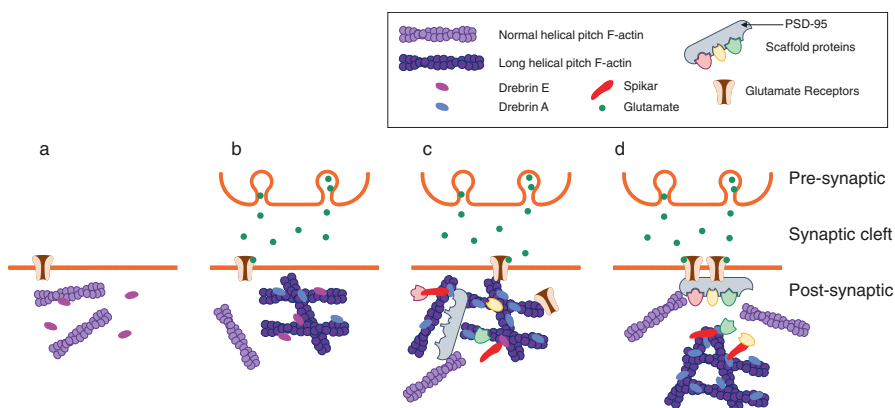 Normal helical pitch F-actin
Long helical pitch F-actin
Drebrin E
Drebrin A
Spikar
Glutamate
PSD-95
Scaffold proteins
Glutamate Receptors
a
b
c
d
Pre-synaptic
Synaptic cleft
Post-synaptic